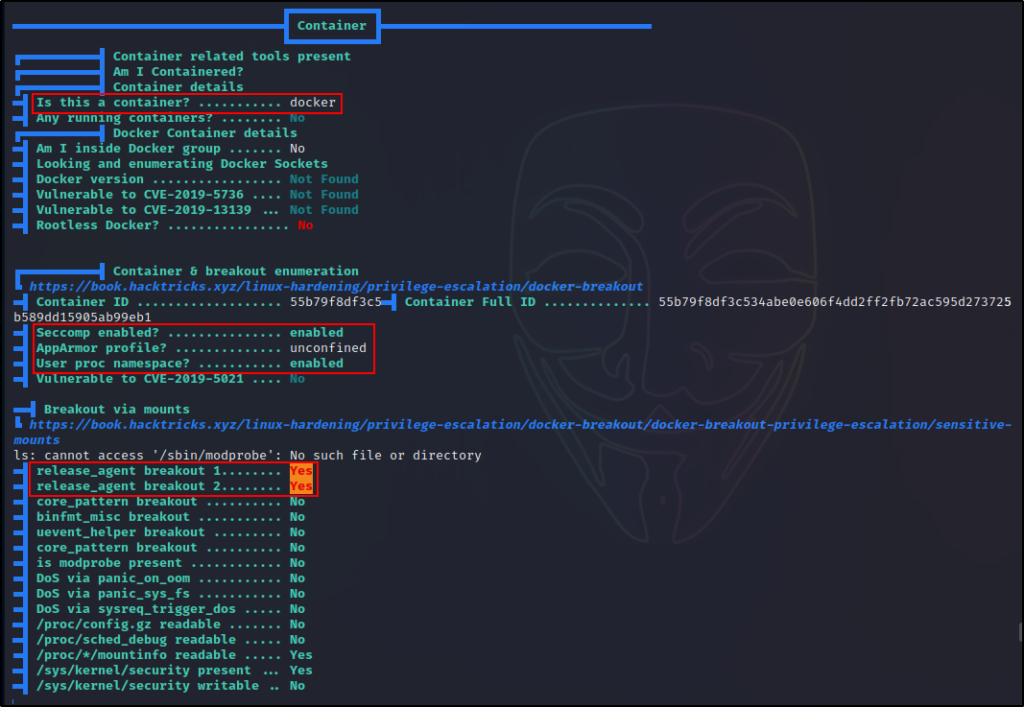 Container
Container related tools present
Am I Containered?
Container details
Is this a container? ........... docker
Any running containers? ........ No
Docker Container details
Am I inside Docker group ....... No
Looking and enumerating Docker Sockets
Docker version ................. Not Found
Vulnerable to CVE-2019-5736 .... Not Found
Vulnerable to CVE-2019-13139 ... Not Found
Rootless Docker? ................ No
Container & breakout enumeration
https://book.hacktricks.xyz/linux-hardening/privilege-escalation/docker-breakout
Container ID ................... 55b79f8df3c5 Container Full ID .............. 55b79f8df3c534abe0e606f4dd2ff2fb72ac595d273725
b589dd15905ab99eb1
Seccomp enabled? ............... enabled
AppArmor profile? .............. unconfined
User proc namespace? ........... enabled
Vulnerable to CVE-2019-5021 .... No
Breakout via mounts
https://book.hacktricks.xyz/linux-hardening/privilege-escalation/docker-breakout/docker-breakout-privilege-escalation/sensitive-
mounts
ls: cannot access '/sbin/modprobe': No such file or directory
release_agent breakout 1........ Yes
release_agent breakout 2........ Yes
core_pattern breakout .......... No
binfmt_misc breakout ........... No
uevent_helper breakout ......... No
core_pattern breakout .......... No
is modprobe present ............ No
DoS via panic_on_oom ........... No
DoS via panic_sys_fs ........... No
DoS via sysreq_trigger_dos ..... No
/proc/config.gz readable ....... No
/proc/sched_debug readable ..... No
/proc/*/mountinfo readable ..... Yes
/sys/kernel/security present ... Yes
/sys/kernel/security writable .. No